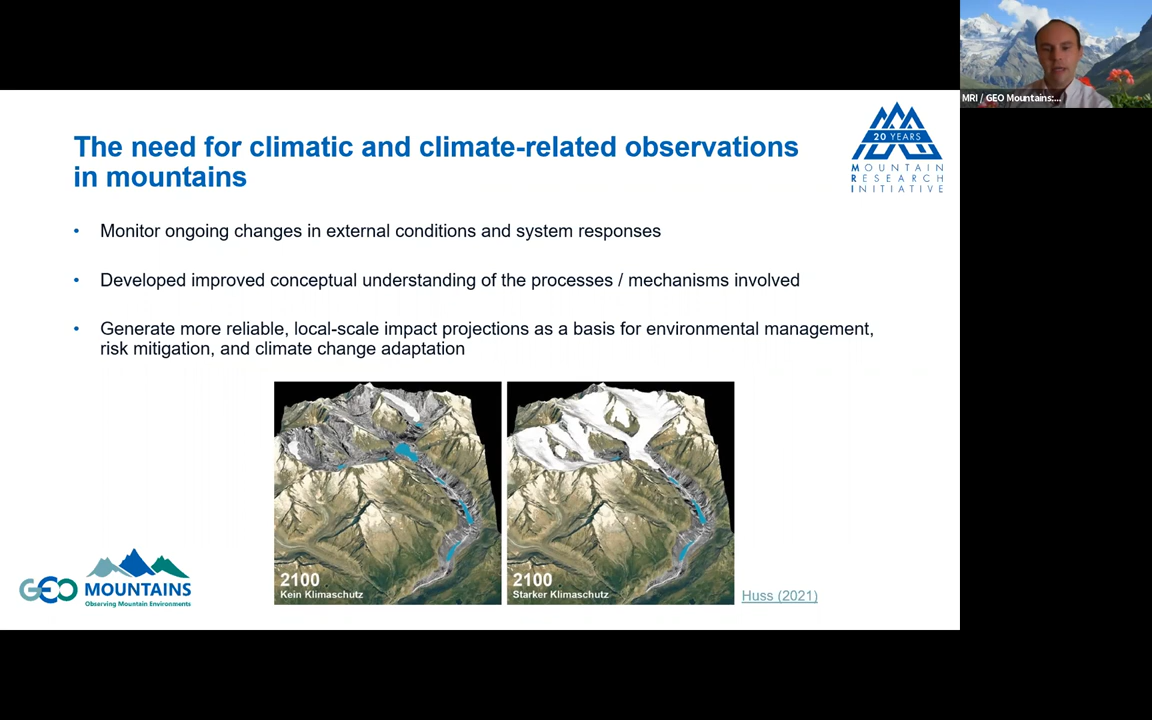 MRI / GEO Mountains:...
The need for climatic and climate-related observations
in mountains
20 YEARS
MOUNTAIN
RESEARCH
INITIATIVE
• Monitor ongoing changes in external conditions and system responses
• Developed improved conceptual understanding of the processes / mechanisms involved
• Generate more reliable, local-scale impact projections as a basis for environmental management,
risk mitigation, and climate change adaptation
2100
Kein Klimaschutz
2100
Starker Klimaschutz
Huss (2021)
GEO MOUNTAINS
Observing Mountain Environments